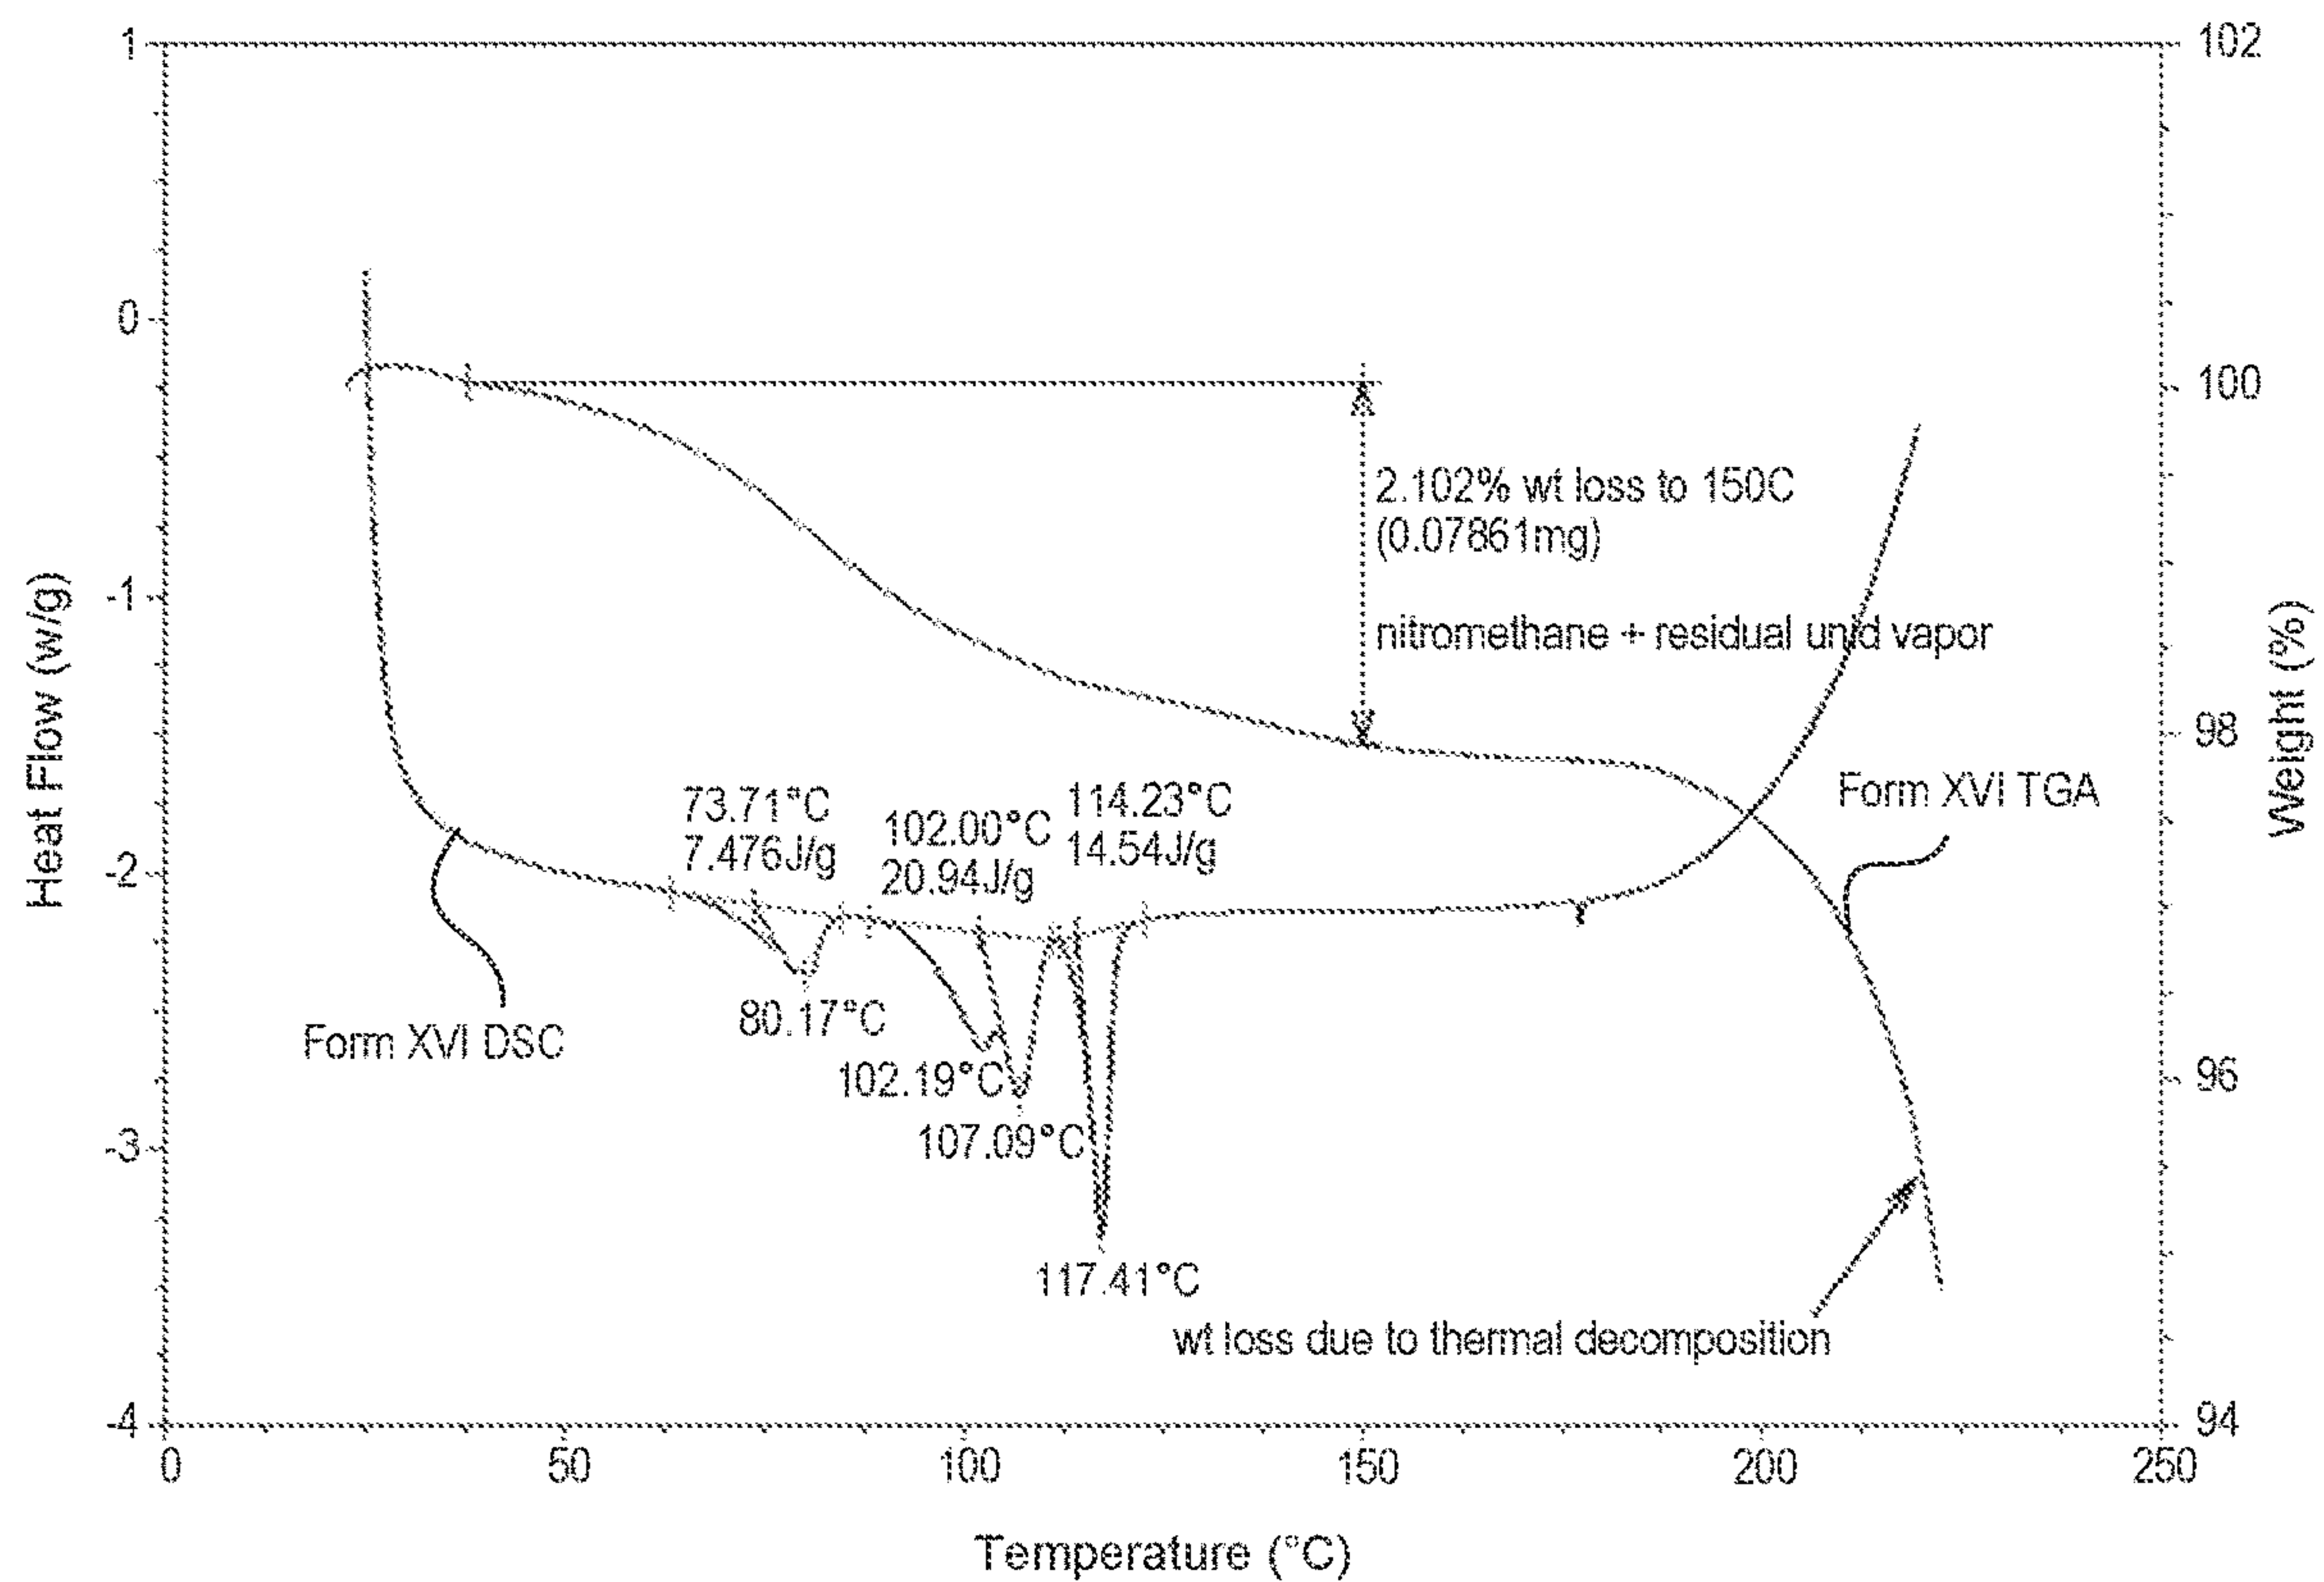 1
0
-1
-2
-3
-4
Heat Flow (w/g)
102
100
98
96
94
Weight (%)
0
50
100
150
200
250
Temperature (°C)
2.102% wt loss to 150C
(0.07861mg)
nitromethane + residual un'd vapor
Form XVI TGA
73.71°C
7.476J/g
102.00°C
20.94J/g
114.23°C
14.54J/g
80.17°C
102.19°C
107.09°C
117.41°C
Form XVI DSC
wt loss due to thermal decomposition